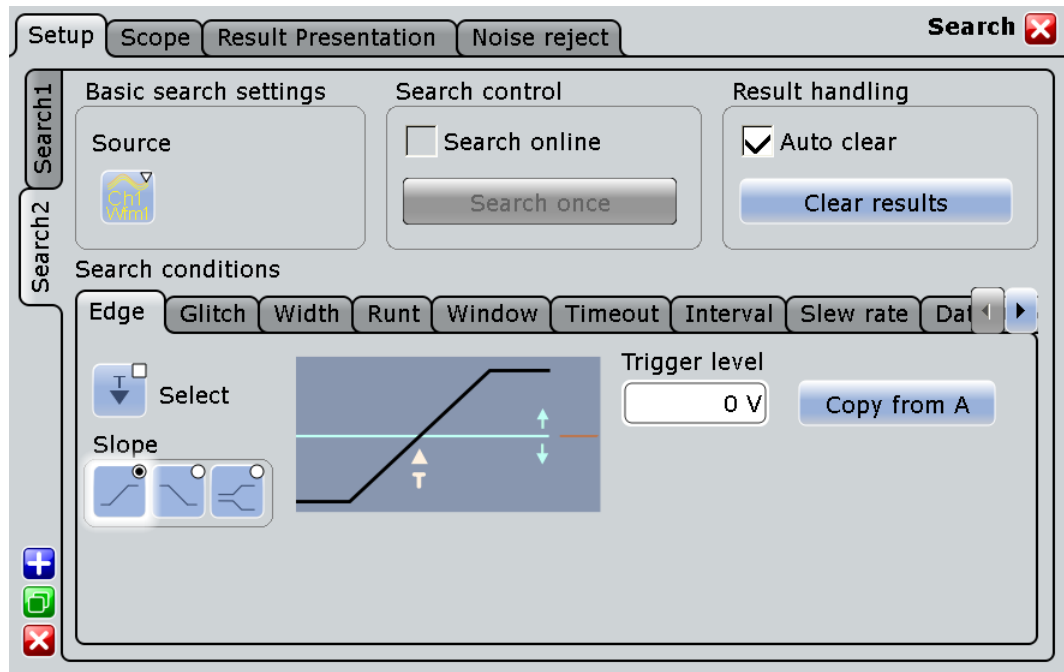 Setup Scope Result Presentation Noise reject Search
Search1
Search2
Basic search settings Search control Result handling
Source Search online Auto clear
Ch1
Wfm1
Search once Clear results
Search conditions
Edge Glitch Width Runt Window Timeout Interval Slew rate Dat
T Select
Trigger level
0 V Copy from A
Slope
T